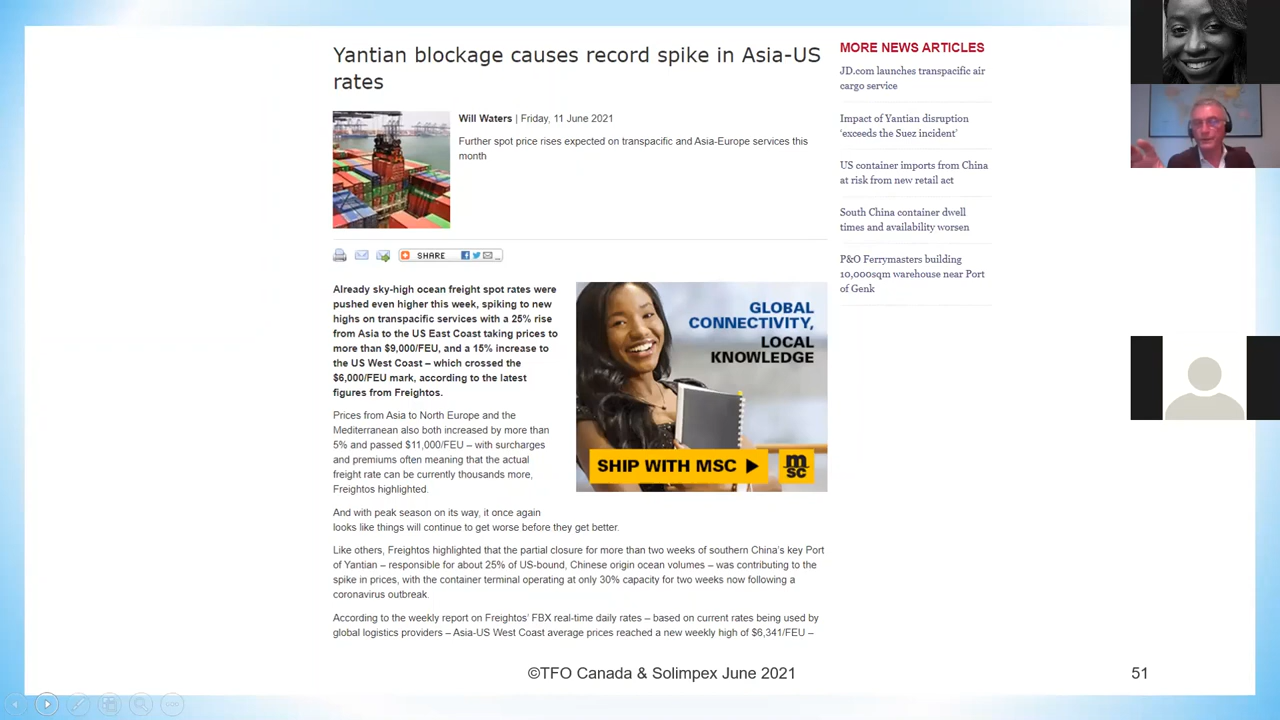 Yantian blockage causes record spike in Asia-US
rates
Will Waters | Friday, 11 June 2021
Further spot price rises expected on transpacific and Asia-Europe services this
month
SHARE
Already sky-high ocean freight spot rates were
pushed even higher this week, spiking to new
highs on transpacific services with a 25% rise
from Asia to the US East Coast taking prices to
more than $9,000/FEU, and a 15% increase to
the US West Coast – which crossed the
$6,000/FEU mark, according to the latest
figures from Freightos.
Prices from Asia to North Europe and the
Mediterranean also both increased by more than
5% and passed $11,000/FEU – with surcharges
and premiums often meaning that the actual
freight rate can be currently thousands more,
Freightos highlighted.
And with peak season on its way, it once again
looks like things will continue to get worse before they get better.
Like others, Freightos highlighted that the partial closure for more than two weeks of southern China's key Port
of Yantian – responsible for about 25% of US-bound, Chinese origin ocean volumes – was contributing to the
spike in prices, with the container terminal operating at only 30% capacity for two weeks now following a
coronavirus outbreak.
According to the weekly report on Freightos' FBX real-time daily rates – based on current rates being used by
global logistics providers – Asia-US West Coast average prices reached a new weekly high of $6,341/FEU –
GLOBAL
CONNECTIVITY,
LOCAL
KNOWLEDGE
SHIP WITH MSC
msc
MORE NEWS ARTICLES
JD.com launches transpacific air
cargo service
Impact of Yantian disruption
'exceeds the Suez incident'
US container imports from China
at risk from new retail act
South China container dwell
times and availability worsen
P&O Ferrymasters building
10,000sqm warehouse near Port
of Genk
©TFO Canada & Solimpex June 2021
51